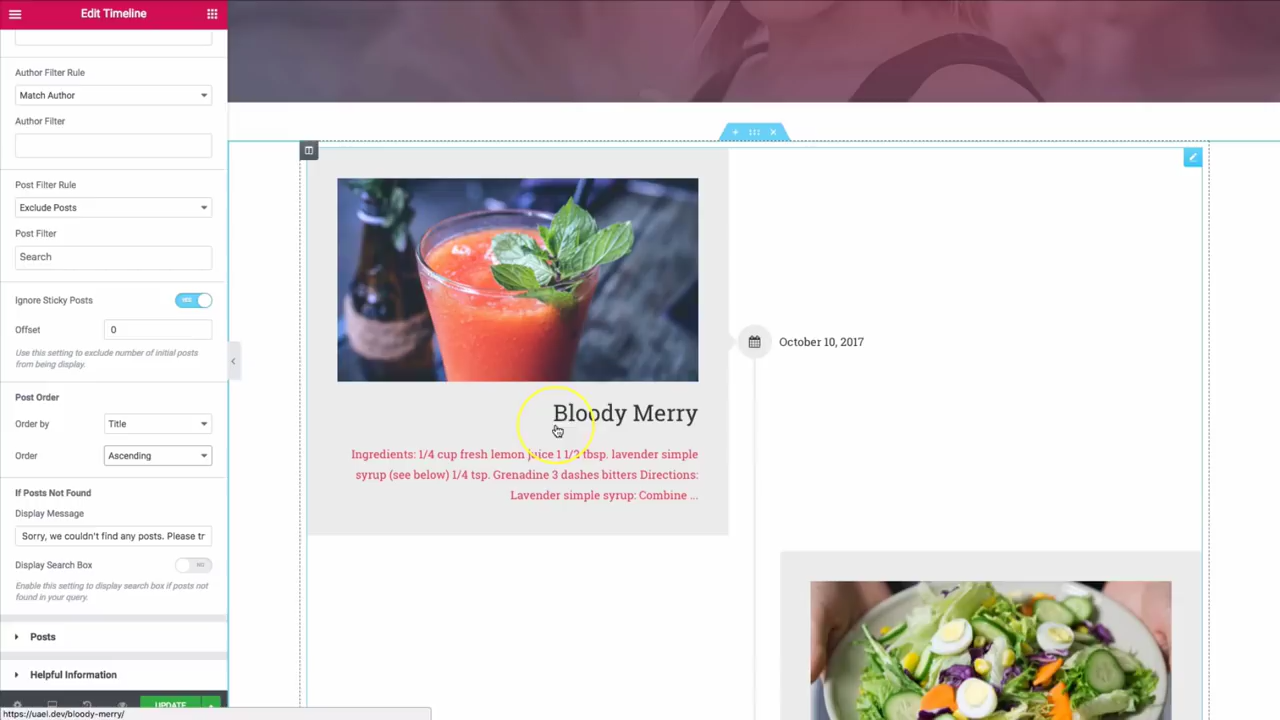 Edit Timeline
Author Filter Rule
Match Author
Author Filter
Post Filter Rule
Exclude Posts
Post Filter
Search
Ignore Sticky Posts
YES
Offset
0
Use this setting to exclude number of initial posts
from being display.
Post Order
Order by
Title
Order
Ascending
If Posts Not Found
Display Message
Sorry, we couldn't find any posts. Please tr
Display Search Box
NO
Enable this setting to display search box if posts not
found in your query.
Posts
Helpful Information
UPDATE
https://uael.dev/bloody-merry/
October 10, 2017
Bloody Merry
Ingredients: 1/4 cup fresh lemon juice 1 1/2 tbsp. lavender simple
syrup (see below) 1/4 tsp. Grenadine 3 dashes bitters Directions:
Lavender simple syrup: Combine ...